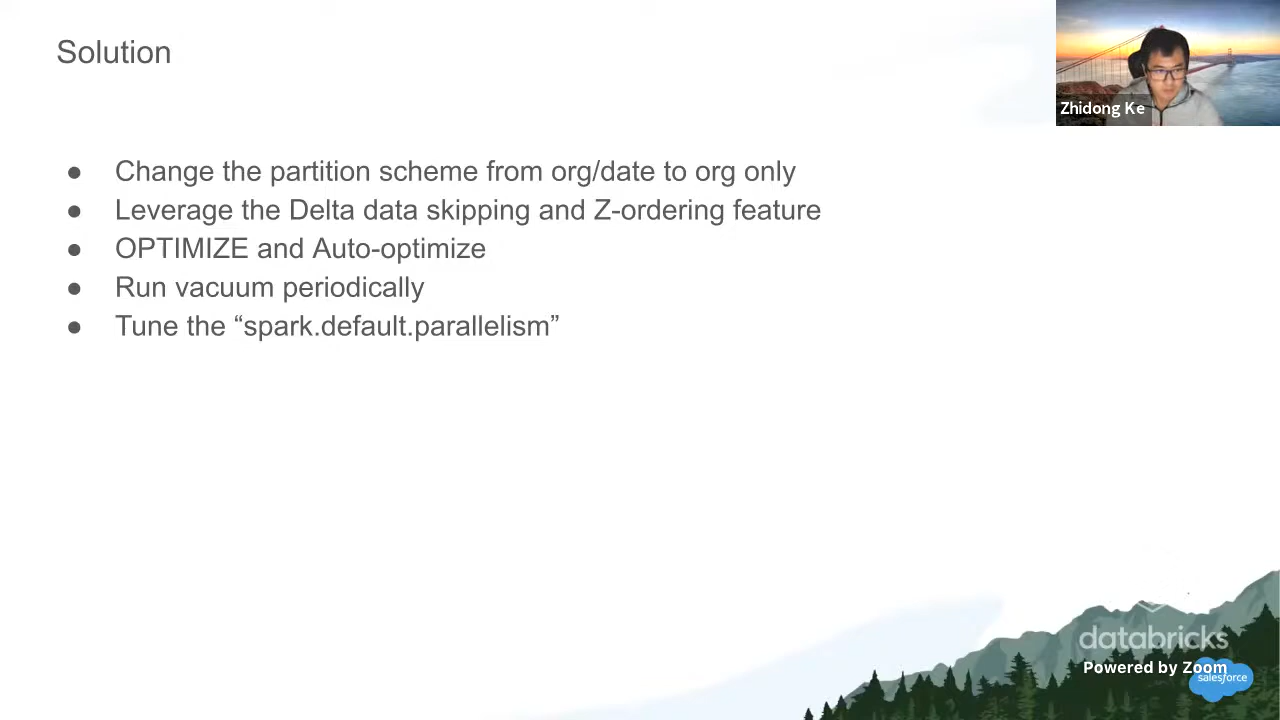 Solution
Zhidong Ke
● Change the partition scheme from org/date to org only
● Leverage the Delta data skipping and Z-ordering feature
● OPTIMIZE and Auto-optimize
● Run vacuum periodically
● Tune the “spark.default.parallelism”
databricks
Powered by Zoom
salesforce